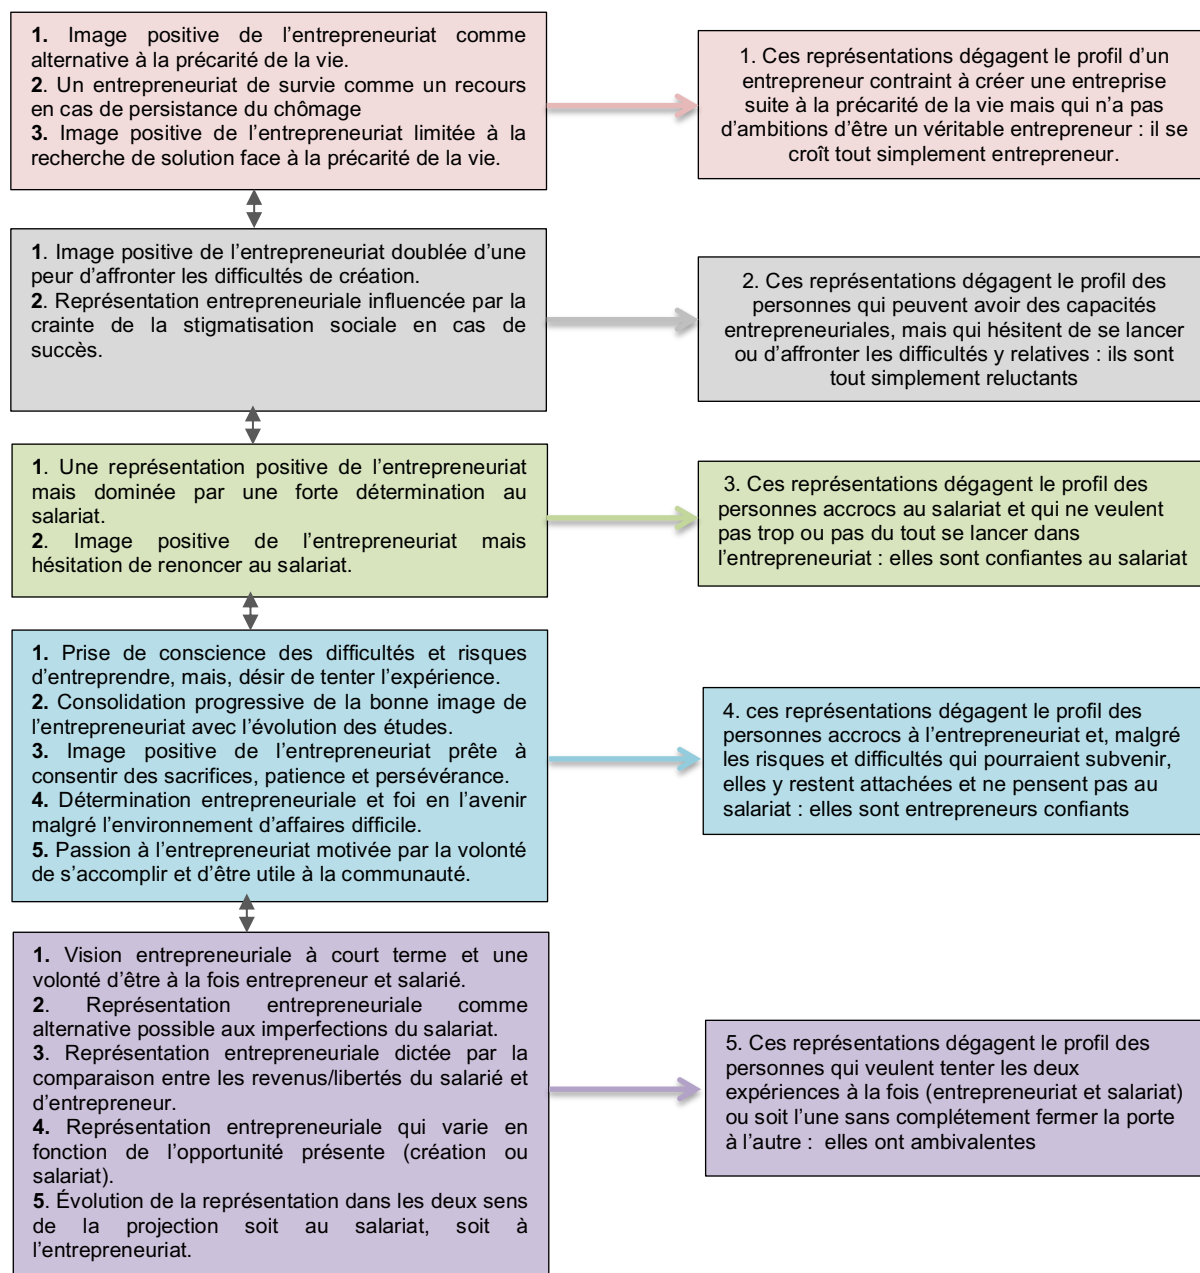 1. Image positive de l'entrepreneuriat comme
alternative à la précarité de la vie.
2. Un entrepreneuriat de survie comme un recours
en cas de persistance du chômage
3. Image positive de l'entrepreneuriat limitée à la
recherche de solution face à la précarité de la vie.
1. Ces représentations dégagent le profil d'un
entrepreneur contraint à créer une entreprise
suite à la précarité de la vie mais qui n'a pas
d'ambitions d'être un véritable entrepreneur : il se
croît tout simplement entrepreneur.
1. Image positive de l'entrepreneuriat doublée d'une
peur d'affronter les difficultés de création.
2. Représentation entrepreneuriale influencée par la
crainte de la stigmatisation sociale en cas de
succès.
2. Ces représentations dégagent le profil des
personnes qui peuvent avoir des capacités
entrepreneuriales, mais qui hésitent de se lancer
ou d'affronter les difficultés y relatives : ils sont
tout simplement reluctants
1. Une représentation positive de l'entrepreneuriat
mais dominée par une forte détermination au
salariat.
2. Image positive de l'entrepreneuriat mais
hésitation de renoncer au salariat.
3. Ces représentations dégagent le profil des
personnes accrocs au salariat et qui ne veulent
pas trop ou pas du tout se lancer dans
l'entrepreneuriat : elles sont confiantes au salariat
1. Prise de conscience des difficultés et risques
d'entreprendre, mais, désir de tenter l'expérience.
2. Consolidation progressive de la bonne image de
l'entrepreneuriat avec l'évolution des études.
3. Image positive de l'entrepreneuriat prête à
consentir des sacrifices, patience et persévérance.
4. Détermination entrepreneuriale et foi en l'avenir
malgré l'environnement d'affaires difficile.
5. Passion à l'entrepreneuriat motivée par la volonté
de s'accomplir et d'être utile à la communauté.
4. ces représentations dégagent le profil des
personnes accrocs à l'entrepreneuriat et, malgré
les risques et difficultés qui pourraient subvenir,
elles y restent attachées et ne pensent pas au
salariat : elles sont entrepreneurs confiants
1. Vision entrepreneuriale à court terme et une
volonté d'être à la fois entrepreneur et salarié.
2. Représentation entrepreneuriale comme
alternative possible aux imperfections du salariat.
3. Représentation entrepreneuriale dictée par la
comparaison entre les revenus/libertés du salarié et
d'entrepreneur.
4. Représentation entrepreneuriale qui varie en
fonction de l'opportunité présente (création ou
salariat).
5. Évolution de la représentation dans les deux sens
de la projection soit au salariat, soit à
l'entrepreneuriat.
5. Ces représentations dégagent le profil des
personnes qui veulent tenter les deux
expériences à la fois (entrepreneuriat et salariat)
ou soit l'une sans complétement fermer la porte
à l'autre : elles ont ambivalentes